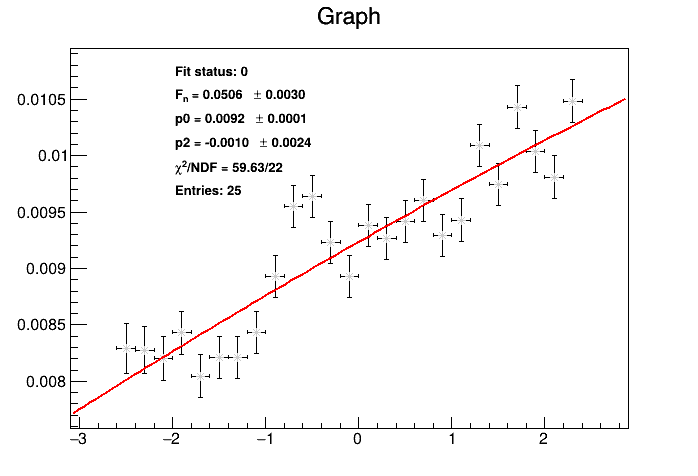 Graph
Fit status: 0
Fn = 0.0506 ± 0.0030
p0 = 0.0092 ± 0.0001
p2 = -0.0010 ± 0.0024
χ²/NDF = 59.63/22
Entries: 25
0.0105
0.01
0.0095
0.009
0.0085
0.008
−3 −2 −1 0 1 2